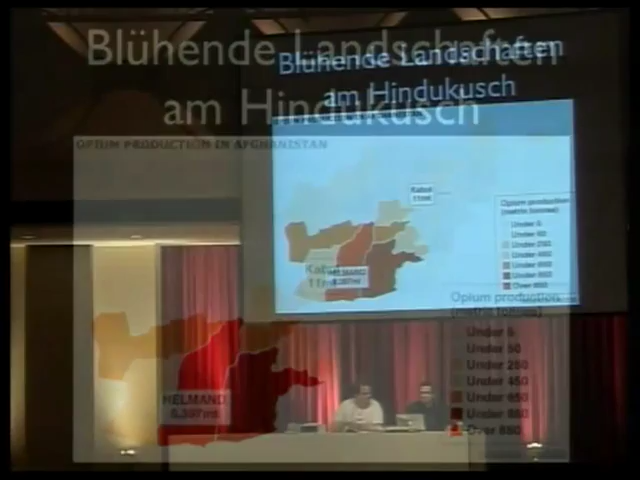 Blühende Landschaften
am Hindukusch
OPIUM PRODUCTION IN AFGHANISTAN
Kabul
HELMAND
Opium production
(metric tonnes)
Under
Under 50
Under 250
Under 450
Under 650
Under 850
Over 850
Blühende Landschaften
am Hindukusch
Kabul
11mt
HELMAND
Opium production
(metric tonnes)
Under
Under 50
Under 250
Under 450
Under 650
Under 850
Over 850